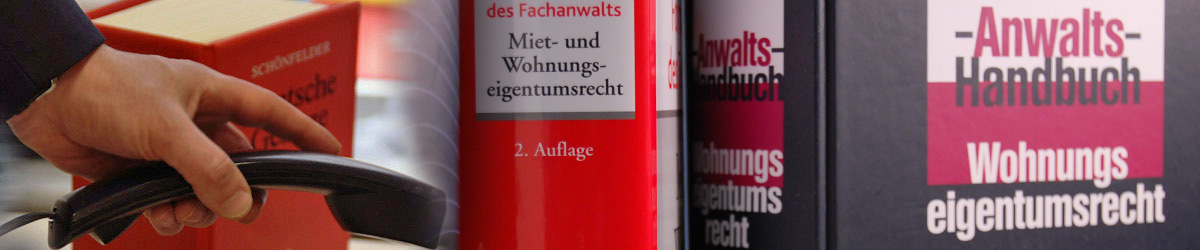 SCHÖNFELDER
des Fachanwalts
Miet- und
Wohnungs-
eigentumsrecht
2. Auflage
-Anwalts-
Handbuch
Wohnungs
eigentums
recht
-Anwalts-
Handbuch
Wohnungs
eigentumsrecht